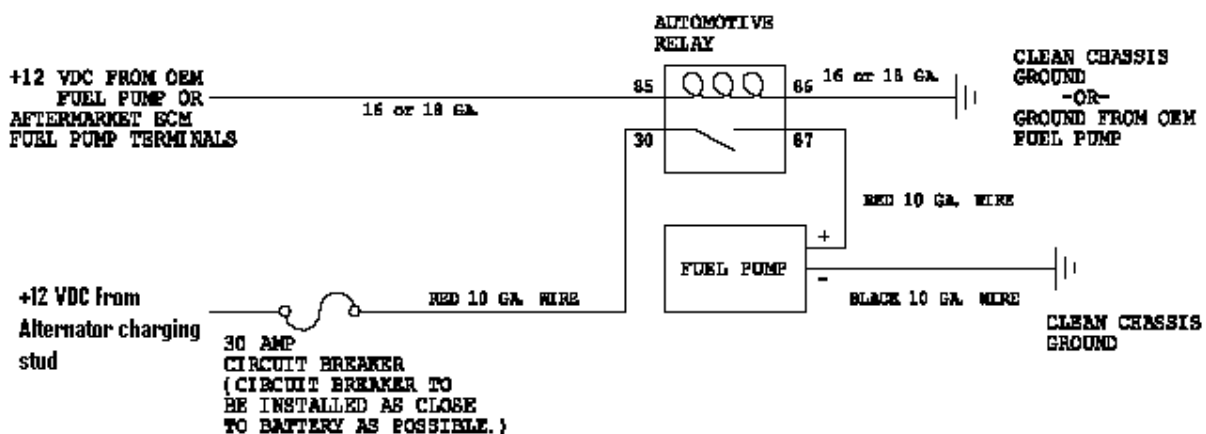 AUTOMOTIVE
RELAY
+12 VDC FROM OEM
FUEL PUMP OR
AFTERMARKET ECM
FUEL PUMP TERMINALS
16 or 18 GA.
85
86
16 or 18 GA.
CLEAN CHASSIS
GROUND
-OR-
GROUND FROM OEM
FUEL PUMP
30
87
RED 10 GA. WIRE
FUEL PUMP
+
-
BLACK 10 GA. WIRE
CLEAN CHASSIS
GROUND
+12 VDC From
Alternator charging
stud
RED 10 GA. WIRE
30 AMP
CIRCUIT BREAKER
(CIRCUIT BREAKER TO
BE INSTALLED AS CLOSE
TO BATTERY AS POSSIBLE.)